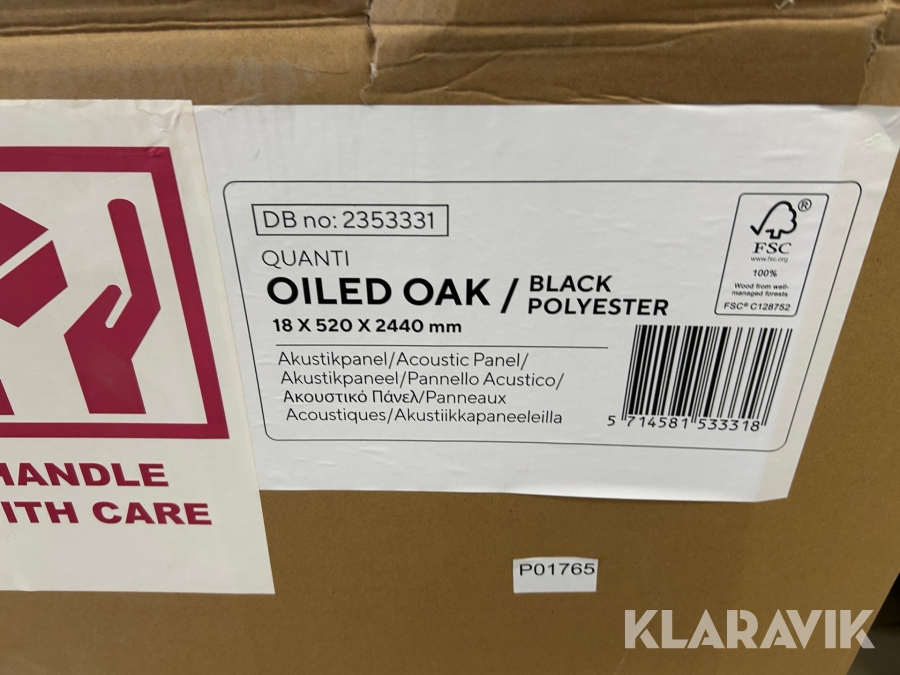 DB no: 2353331
QUANTI
OILED OAK / BLACK POLYESTER
18 X 520 X 2440 mm
Akustikpanel/Acoustic Panel/
Akustikpaneel/Pannello Acustico/
Ακουστικό Πάνελ/Panneaux
Acoustiques/Akustiikkapaneeleilla
®
FSC
www.fsc.org
100%
Wood from well-
managed forests
FSC® C128752
5 714581 533318
HANDLE
WITH CARE
P01765
KLARAVIK